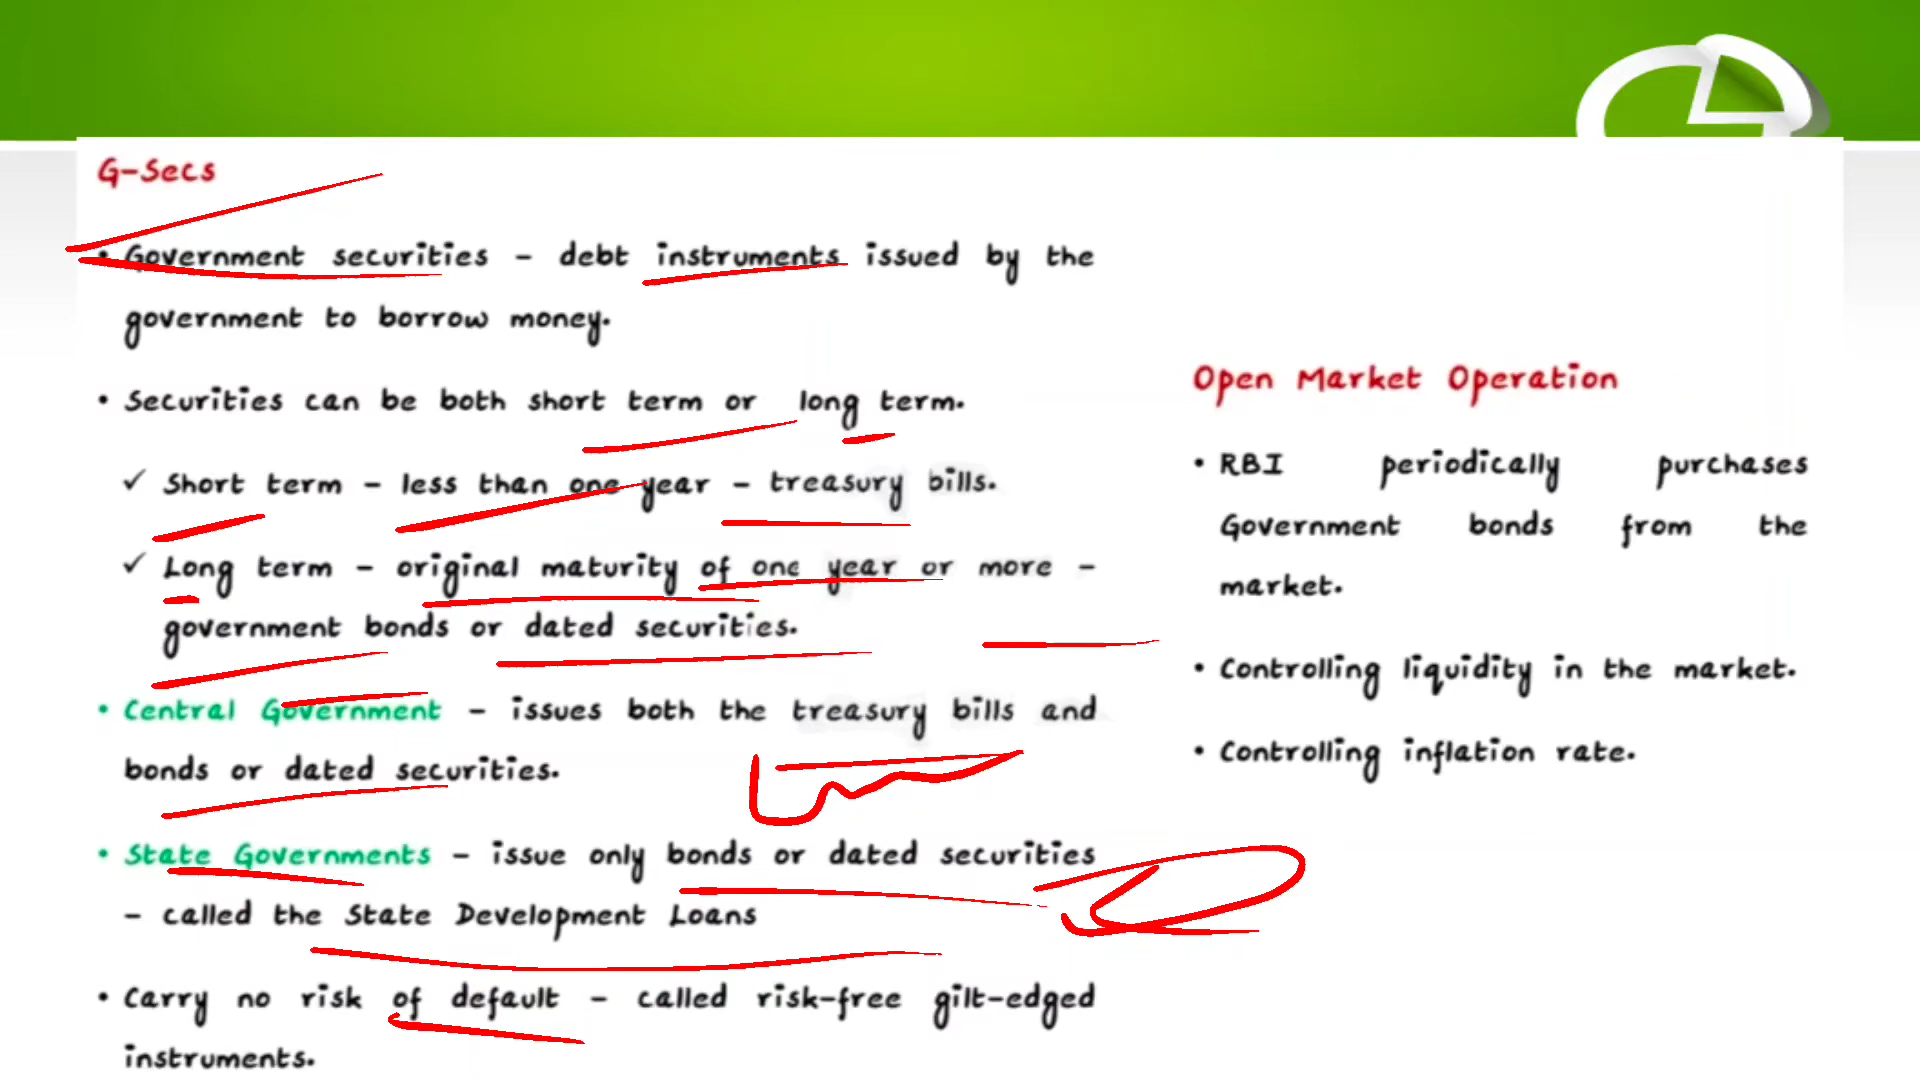 G-Secs
• Government securities - debt instruments issued by the
government to borrow money.
• Securities can be both short term or long term.
✓ Short term - less than one year - treasury bills.
✓ Long term - original maturity of one year or more -
government bonds or dated securities.
• Central Government - issues both the treasury bills and
bonds or dated securities.
• State Governments - issue only bonds or dated securities
- called the State Development Loans
• Carry no risk of default - called risk-free gilt-edged
instruments.
Open Market Operation
• RBI periodically purchases
Government bonds from the
market.
• Controlling liquidity in the market.
• Controlling inflation rate.